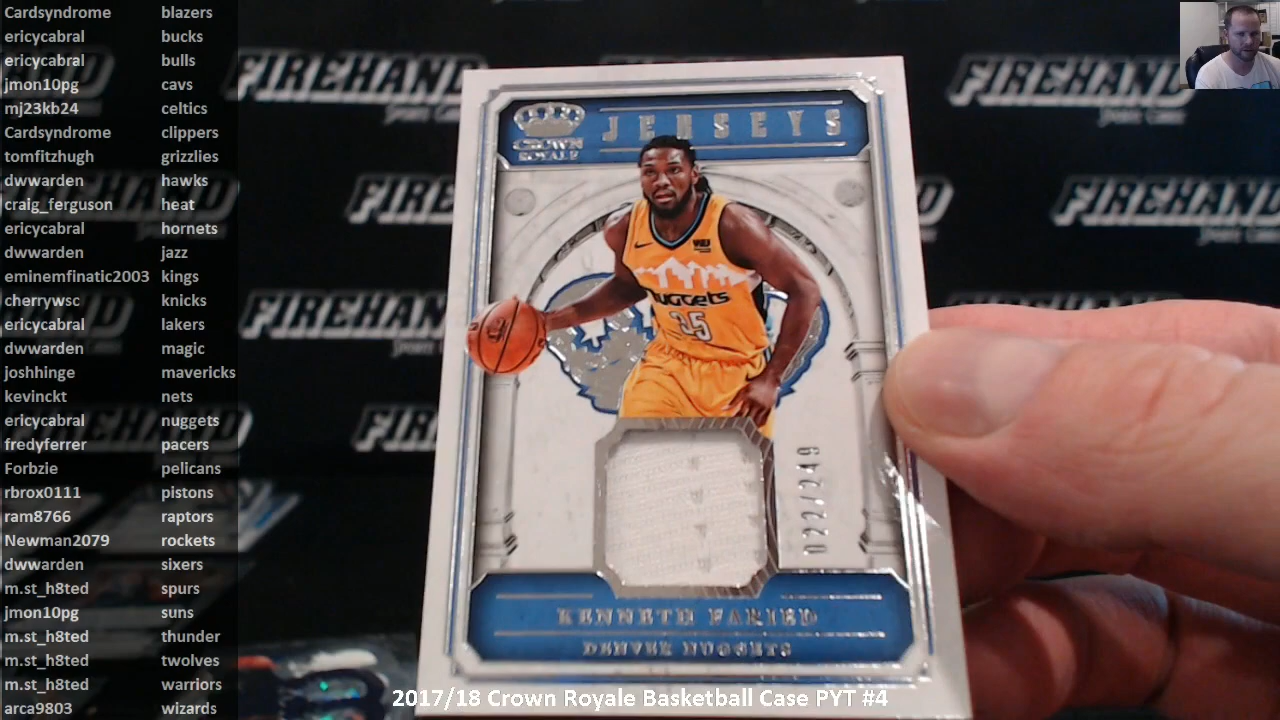 Cardsyndrome blazers
ericycabral bucks
ericycabral bulls
jmon10pg cavs
mj23kb24 celtics
Cardsyndrome clippers
tomfitzhugh grizzlies
dwwarden hawks
craig_ferguson heat
ericycabral hornets
dwwarden jazz
eminemfinatic2003 kings
cherrywsc knicks
ericycabral lakers
dwwarden magic
joshhinge mavericks
kevinckt nets
ericycabral nuggets
fredyferrer pacers
Forbzie pelicans
rbrox0111 pistons
ram8766 raptors
Newman2079 rockets
dwwarden sixers
m.st_h8ted spurs
jmon10pg suns
m.st_h8ted thunder
m.st_h8ted twolves
m.st_h8ted warriors
arca9803 wizards
FIREHAND
FIREHAND
CROWN ROYALE
JERSEYS
Nuggets
35
022/249
KENNETH FARIED
DENVER NUGGETS
2017/18 Crown Royale Basketball Case PYT #4